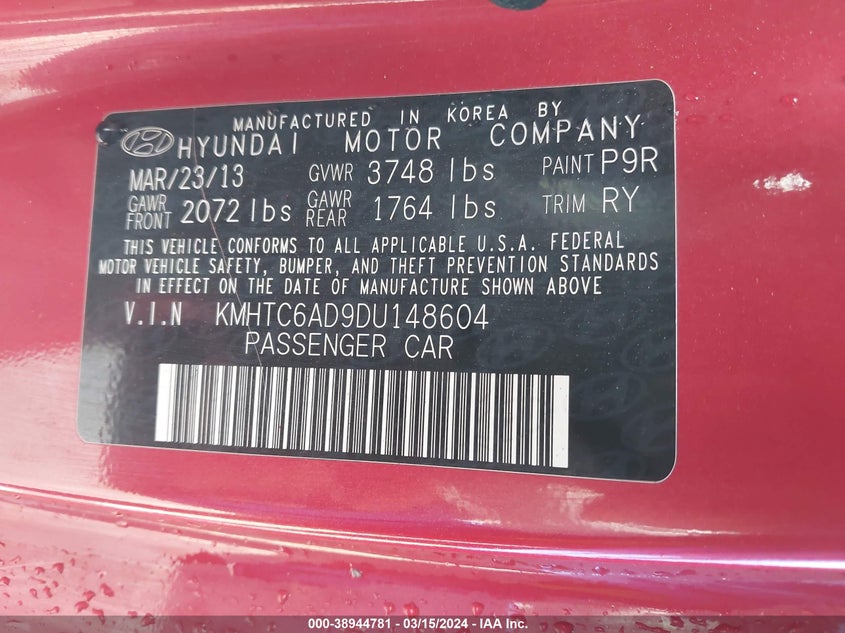 MANUFACTURED IN KOREA BY
HYUNDAI MOTOR COMPANY
MAR/23/13 GVWR 3748 lbs PAINT P9R
GAWR FRONT 2072 lbs GAWR REAR 1764 lbs TRIM RY
THIS VEHICLE CONFORMS TO ALL APPLICABLE U.S.A. FEDERAL
MOTOR VEHICLE SAFETY, BUMPER, AND THEFT PREVENTION STANDARDS
IN EFFECT ON THE DATE OF MANUFACTURE SHOWN ABOVE.
V.I.N KMHTC6AD9DU148604
PASSENGER CAR
000-38944781 - 03/15/2024 - IAA Inc.